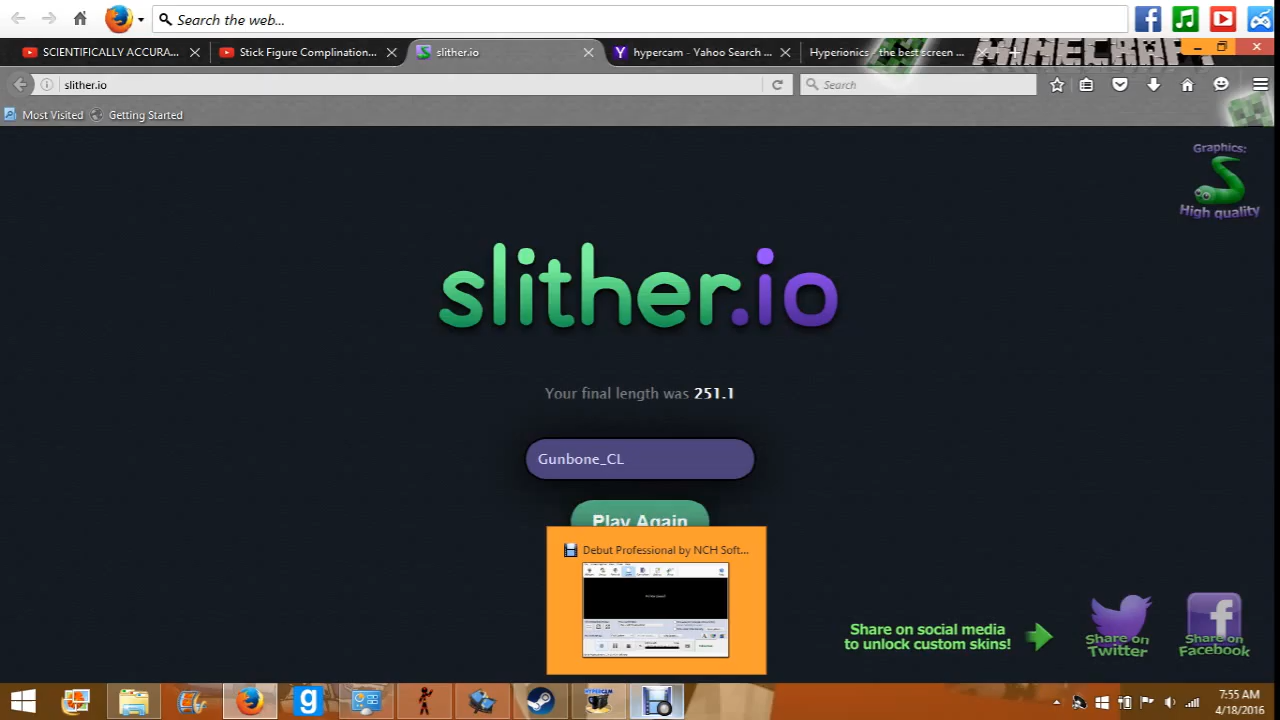 Search the web...
SCIENTIFICALLY ACCURA...
Stick Figure Complination...
slither.io
hypercam - Yahoo Search ...
Hyperionics - the best screen ...
MINECRAFT
slither.io
Search
Most Visited
Getting Started
Graphics:
High quality
slither.io
Your final length was 251.1
Gunbone_CL
Play Again
Debut Professional by NCH Soft...
Share on social media
to unlock custom skins!
Share on
Twitter
Share on
Facebook
HYPERCAM
7:55 AM
4/18/2016